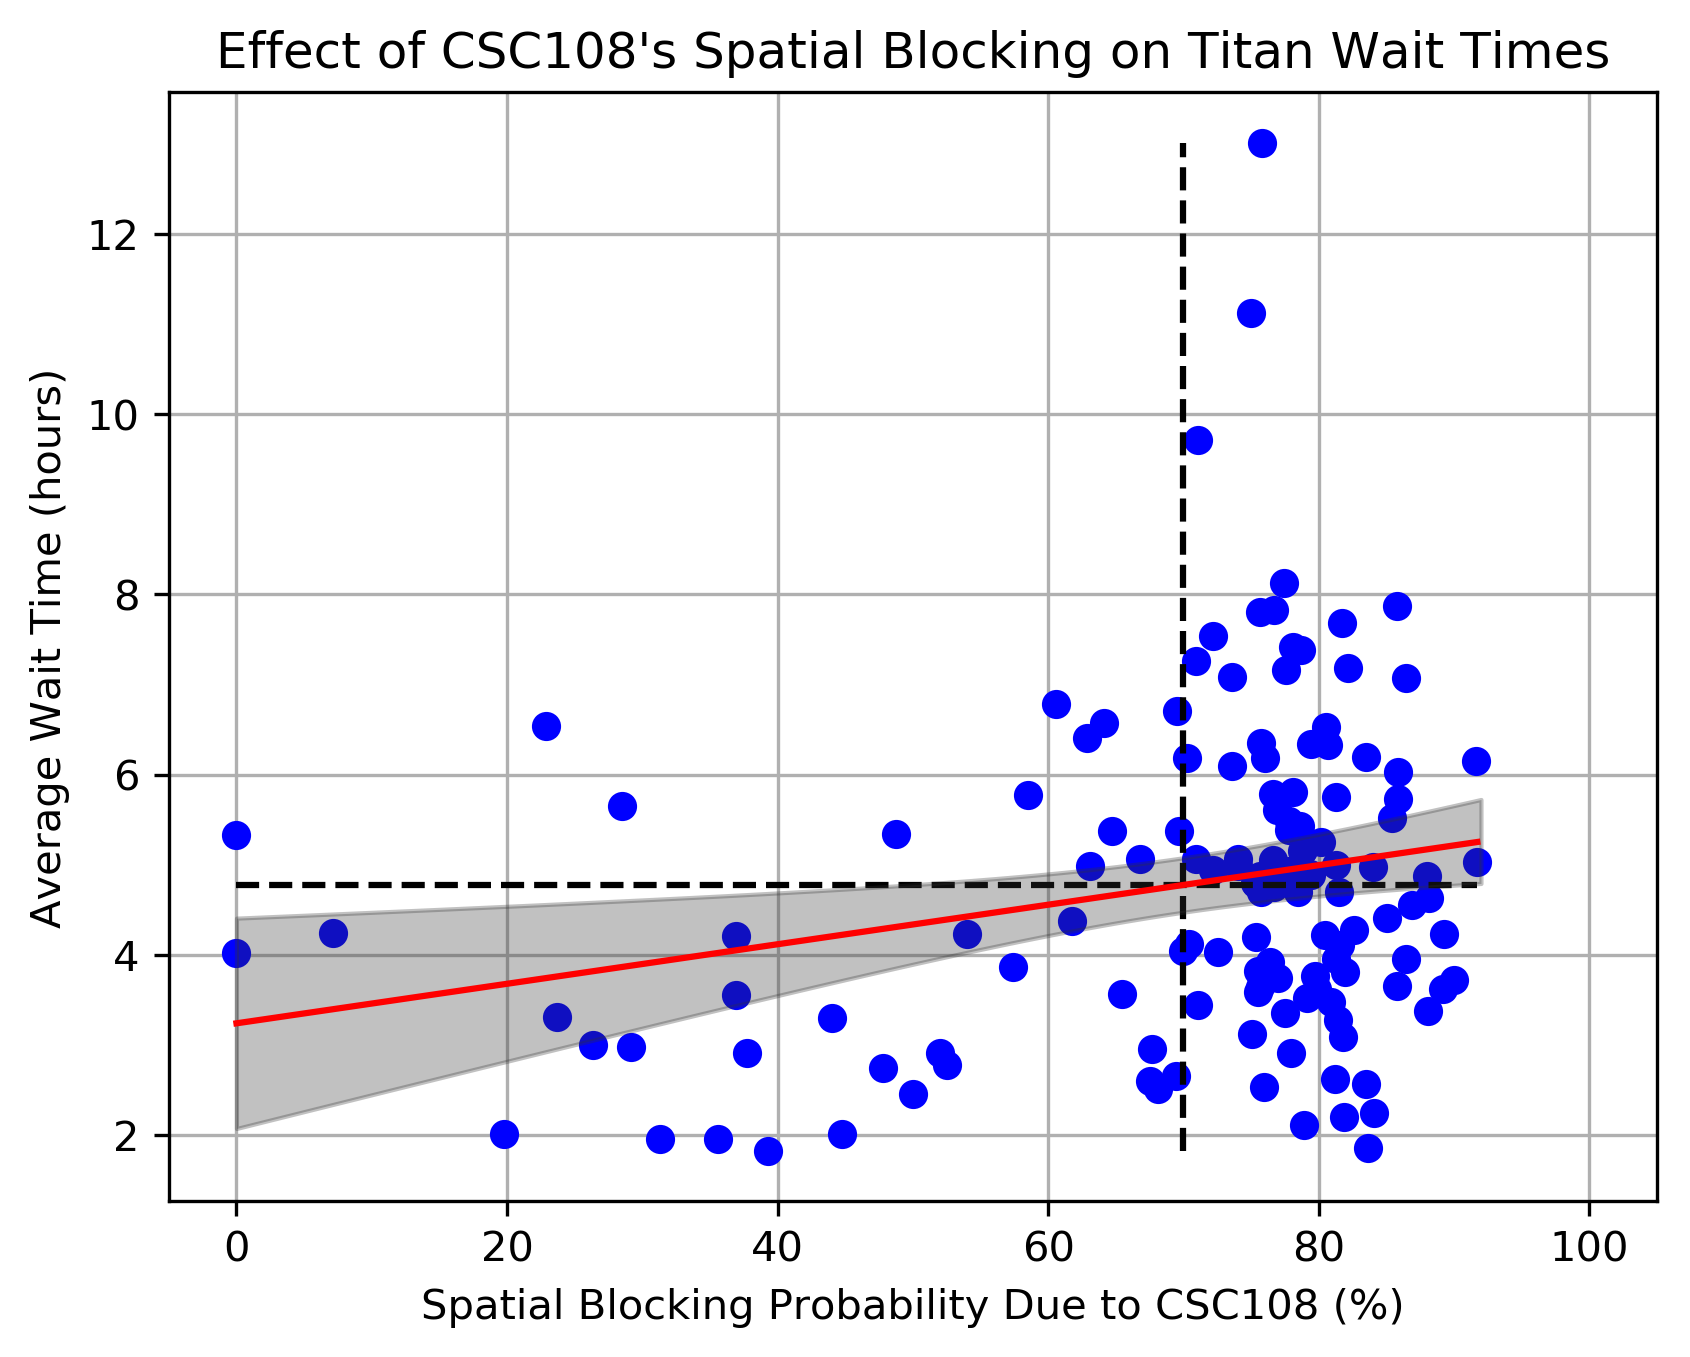 Effect of CSC108's Spatial Blocking on Titan Wait Times
Average Wait Time (hours)
12
10
8
6
4
2
0 20 40 60 80 100
Spatial Blocking Probability Due to CSC108 (%)